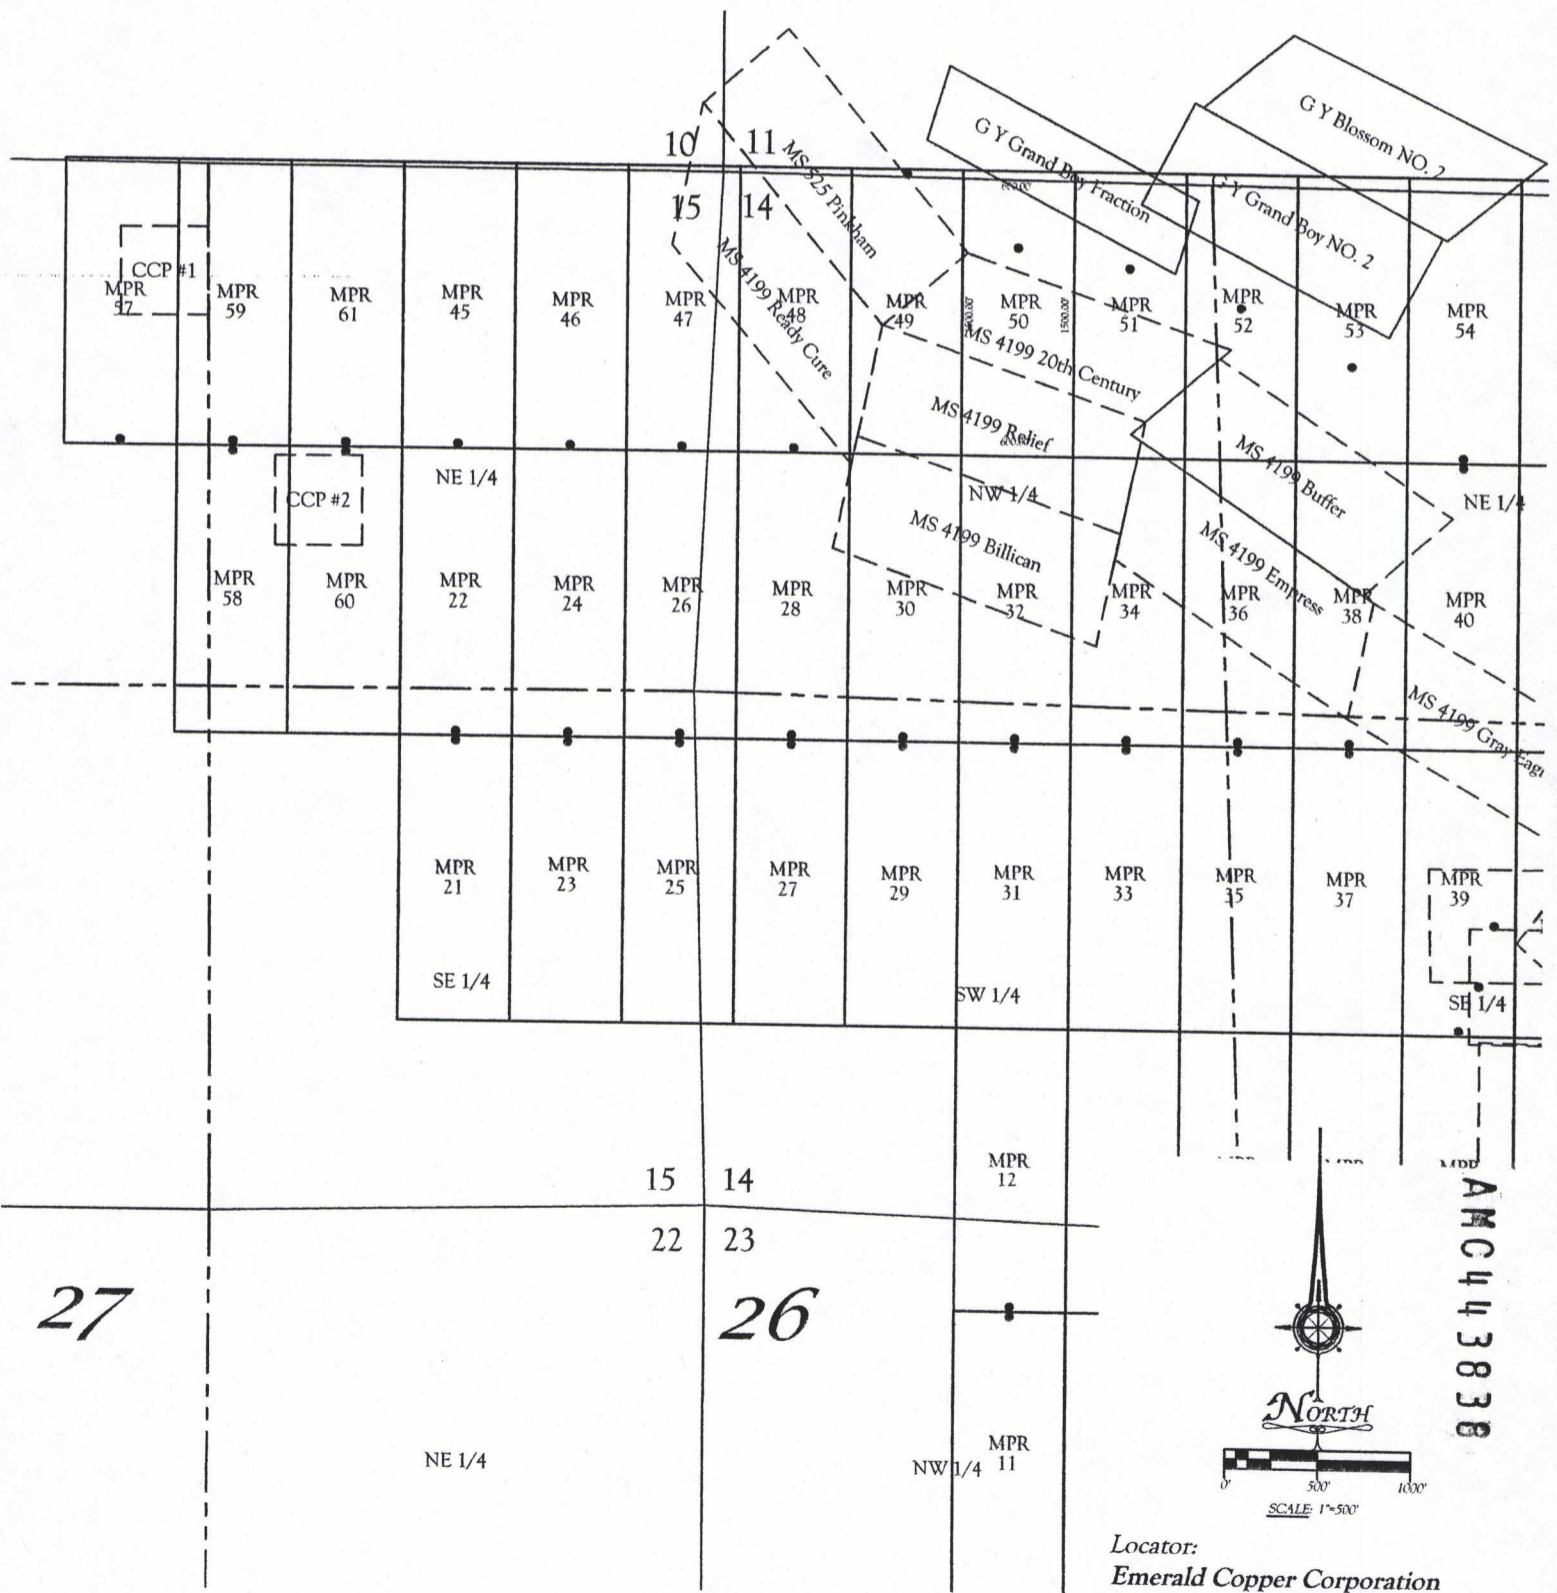 G Y Blossom NO. 2
G Y Grand Boy Fraction
10
11
MS 525 Pinkham
15
14
G Y Grand Boy NO. 2
MS 4199 Ready Cure
CCP #1
MPR
57
MPR
59
MPR
61
MPR
45
MPR
46
MPR
47
MPR
48
MPR
49
MPR
50
MPR
51
MPR
52
MPR
53
MPR
54
1500.00'
MS 4199 20th Century
MS 4199 Relief
MS 4199 Buffer
NE 1/4
CCP #2
NW 1/4
NE 1/4
MS 4199 Billican
MS 4199 Empress
MPR
58
MPR
60
MPR
22
MPR
24
MPR
26
MPR
28
MPR
30
MPR
32
MPR
34
MPR
36
MPR
38
MPR
40
MS 4199 Gray Eag
MPR
21
MPR
23
MPR
25
MPR
27
MPR
29
MPR
31
MPR
33
MPR
35
MPR
37
MPR
39
SE 1/4
SW 1/4
SE 1/4
MPR
12
MPR
MPR
MPR
15
14
22
23
27
26
AMC443838
NORTH
NE 1/4
NW 1/4
MPR
11
0'
500'
1000'
SCALE: 1"=500'
Locator:
Emerald Copper Corporation